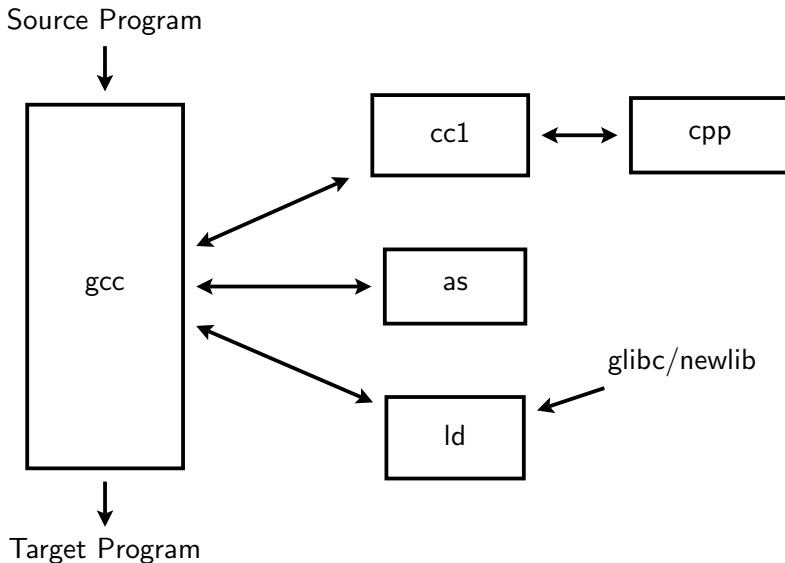 Source Program
cc1
cpp
gcc
as
glibc/newlib
ld
Target Program